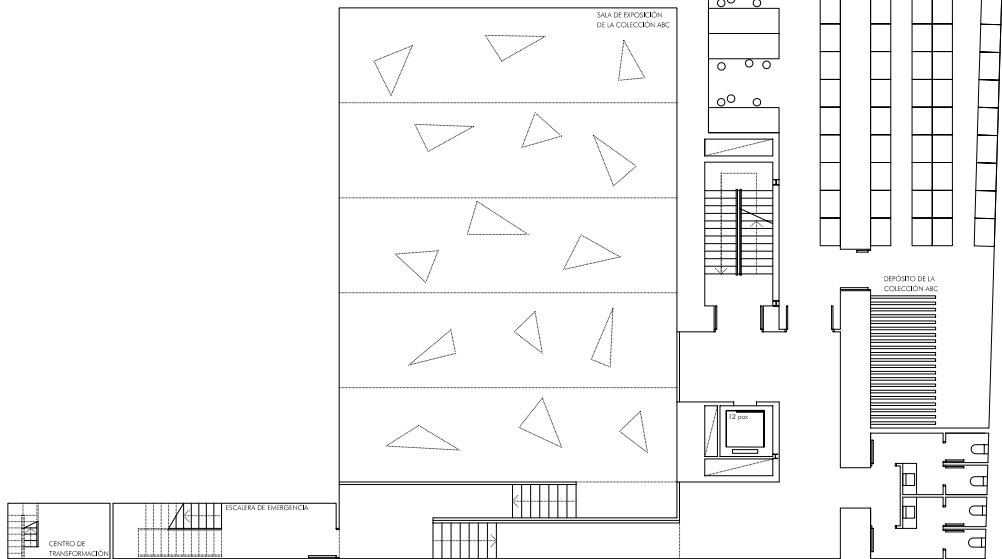 SALA DE EXPOSICIÓN
DE LA COLECCIÓN ABC
DEPÓSITO DE LA
COLECCIÓN ABC
12 pax
ESCALERA DE EMERGENCIA
CENTRO DE
TRANSFORMACIÓN